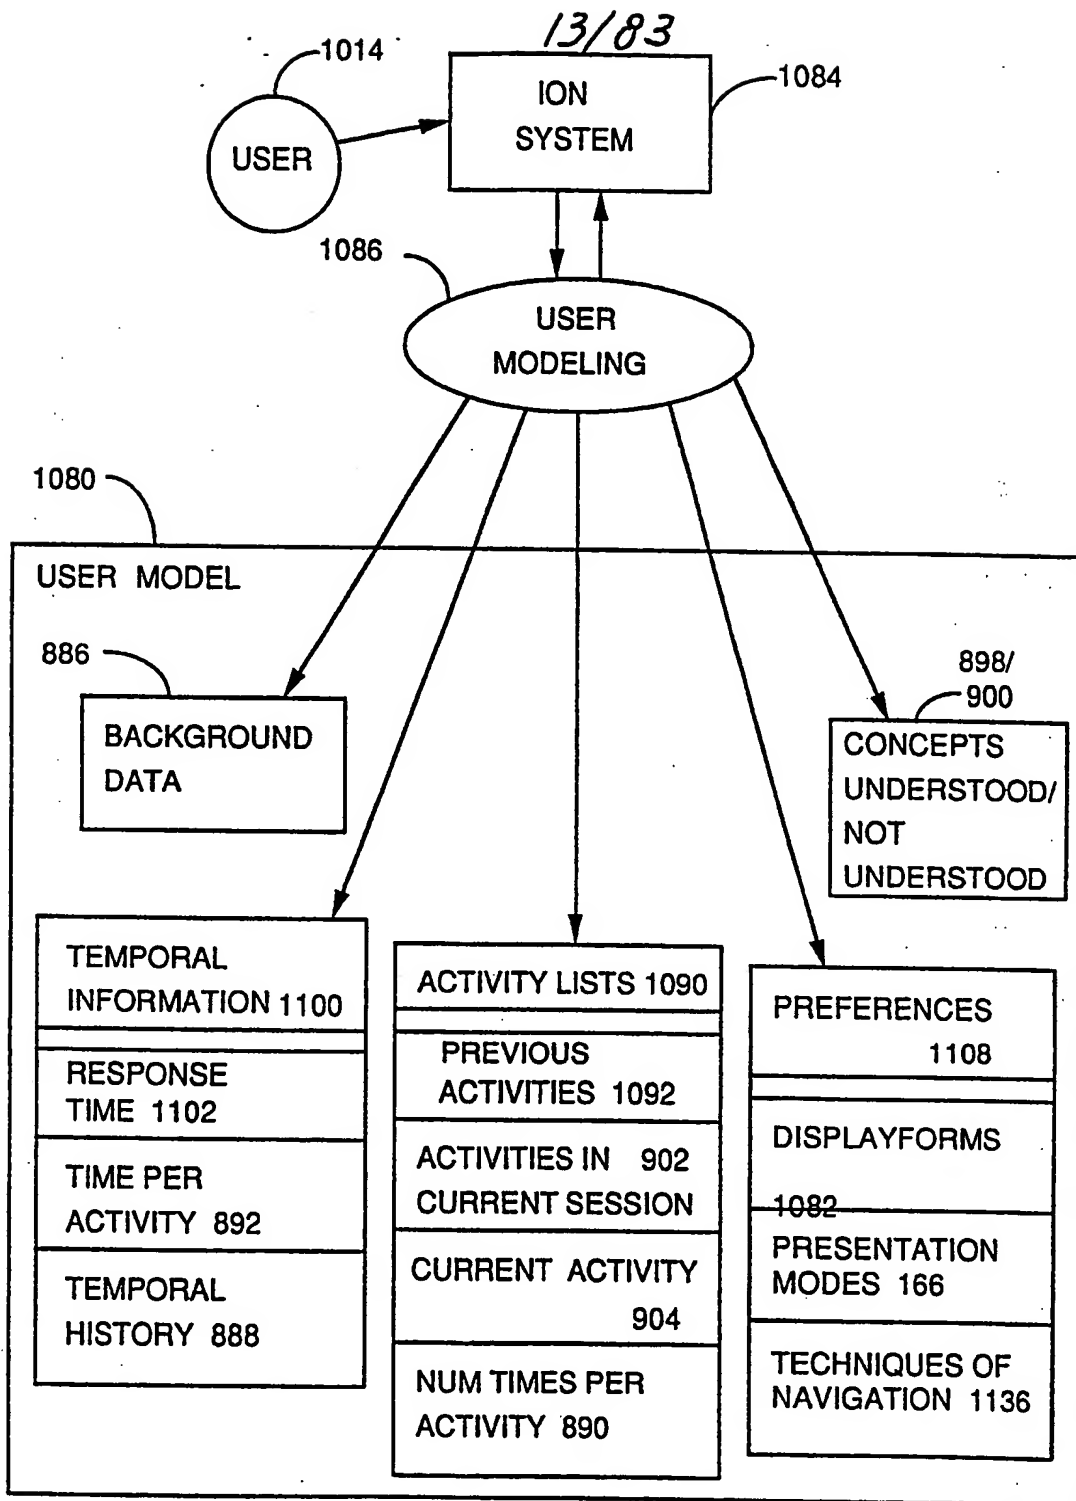 13/83
1014
ION
SYSTEM
1084
USER
1086
USER
MODELING
1080
USER MODEL
886
BACKGROUND
DATA
898/
900
CONCEPTS
UNDERSTOOD/
NOT
UNDERSTOOD
TEMPORAL
INFORMATION 1100
RESPONSE
TIME 1102
TIME PER
ACTIVITY 892
TEMPORAL
HISTORY 888
ACTIVITY LISTS 1090
PREVIOUS
ACTIVITIES 1092
ACTIVITIES IN 902
CURRENT SESSION
CURRENT ACTIVITY
904
NUM TIMES PER
ACTIVITY 890
PREFERENCES
1108
DISPLAYFORMS
1082
PRESENTATION
MODES 166
TECHNIQUES OF
NAVIGATION 1136